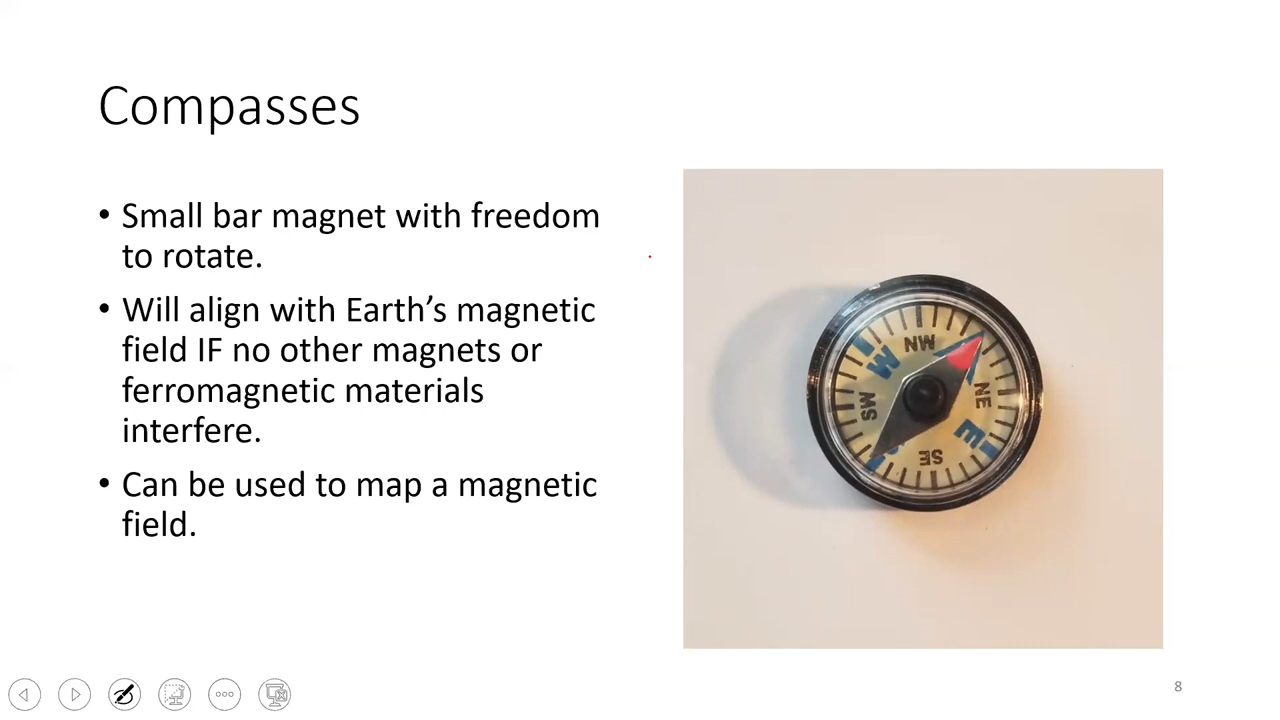 Compasses
• Small bar magnet with freedom
to rotate.
• Will align with Earth’s magnetic
field IF no other magnets or
ferromagnetic materials
interfere.
• Can be used to map a magnetic
field.
NW
W
NE
SW
E
SE
8